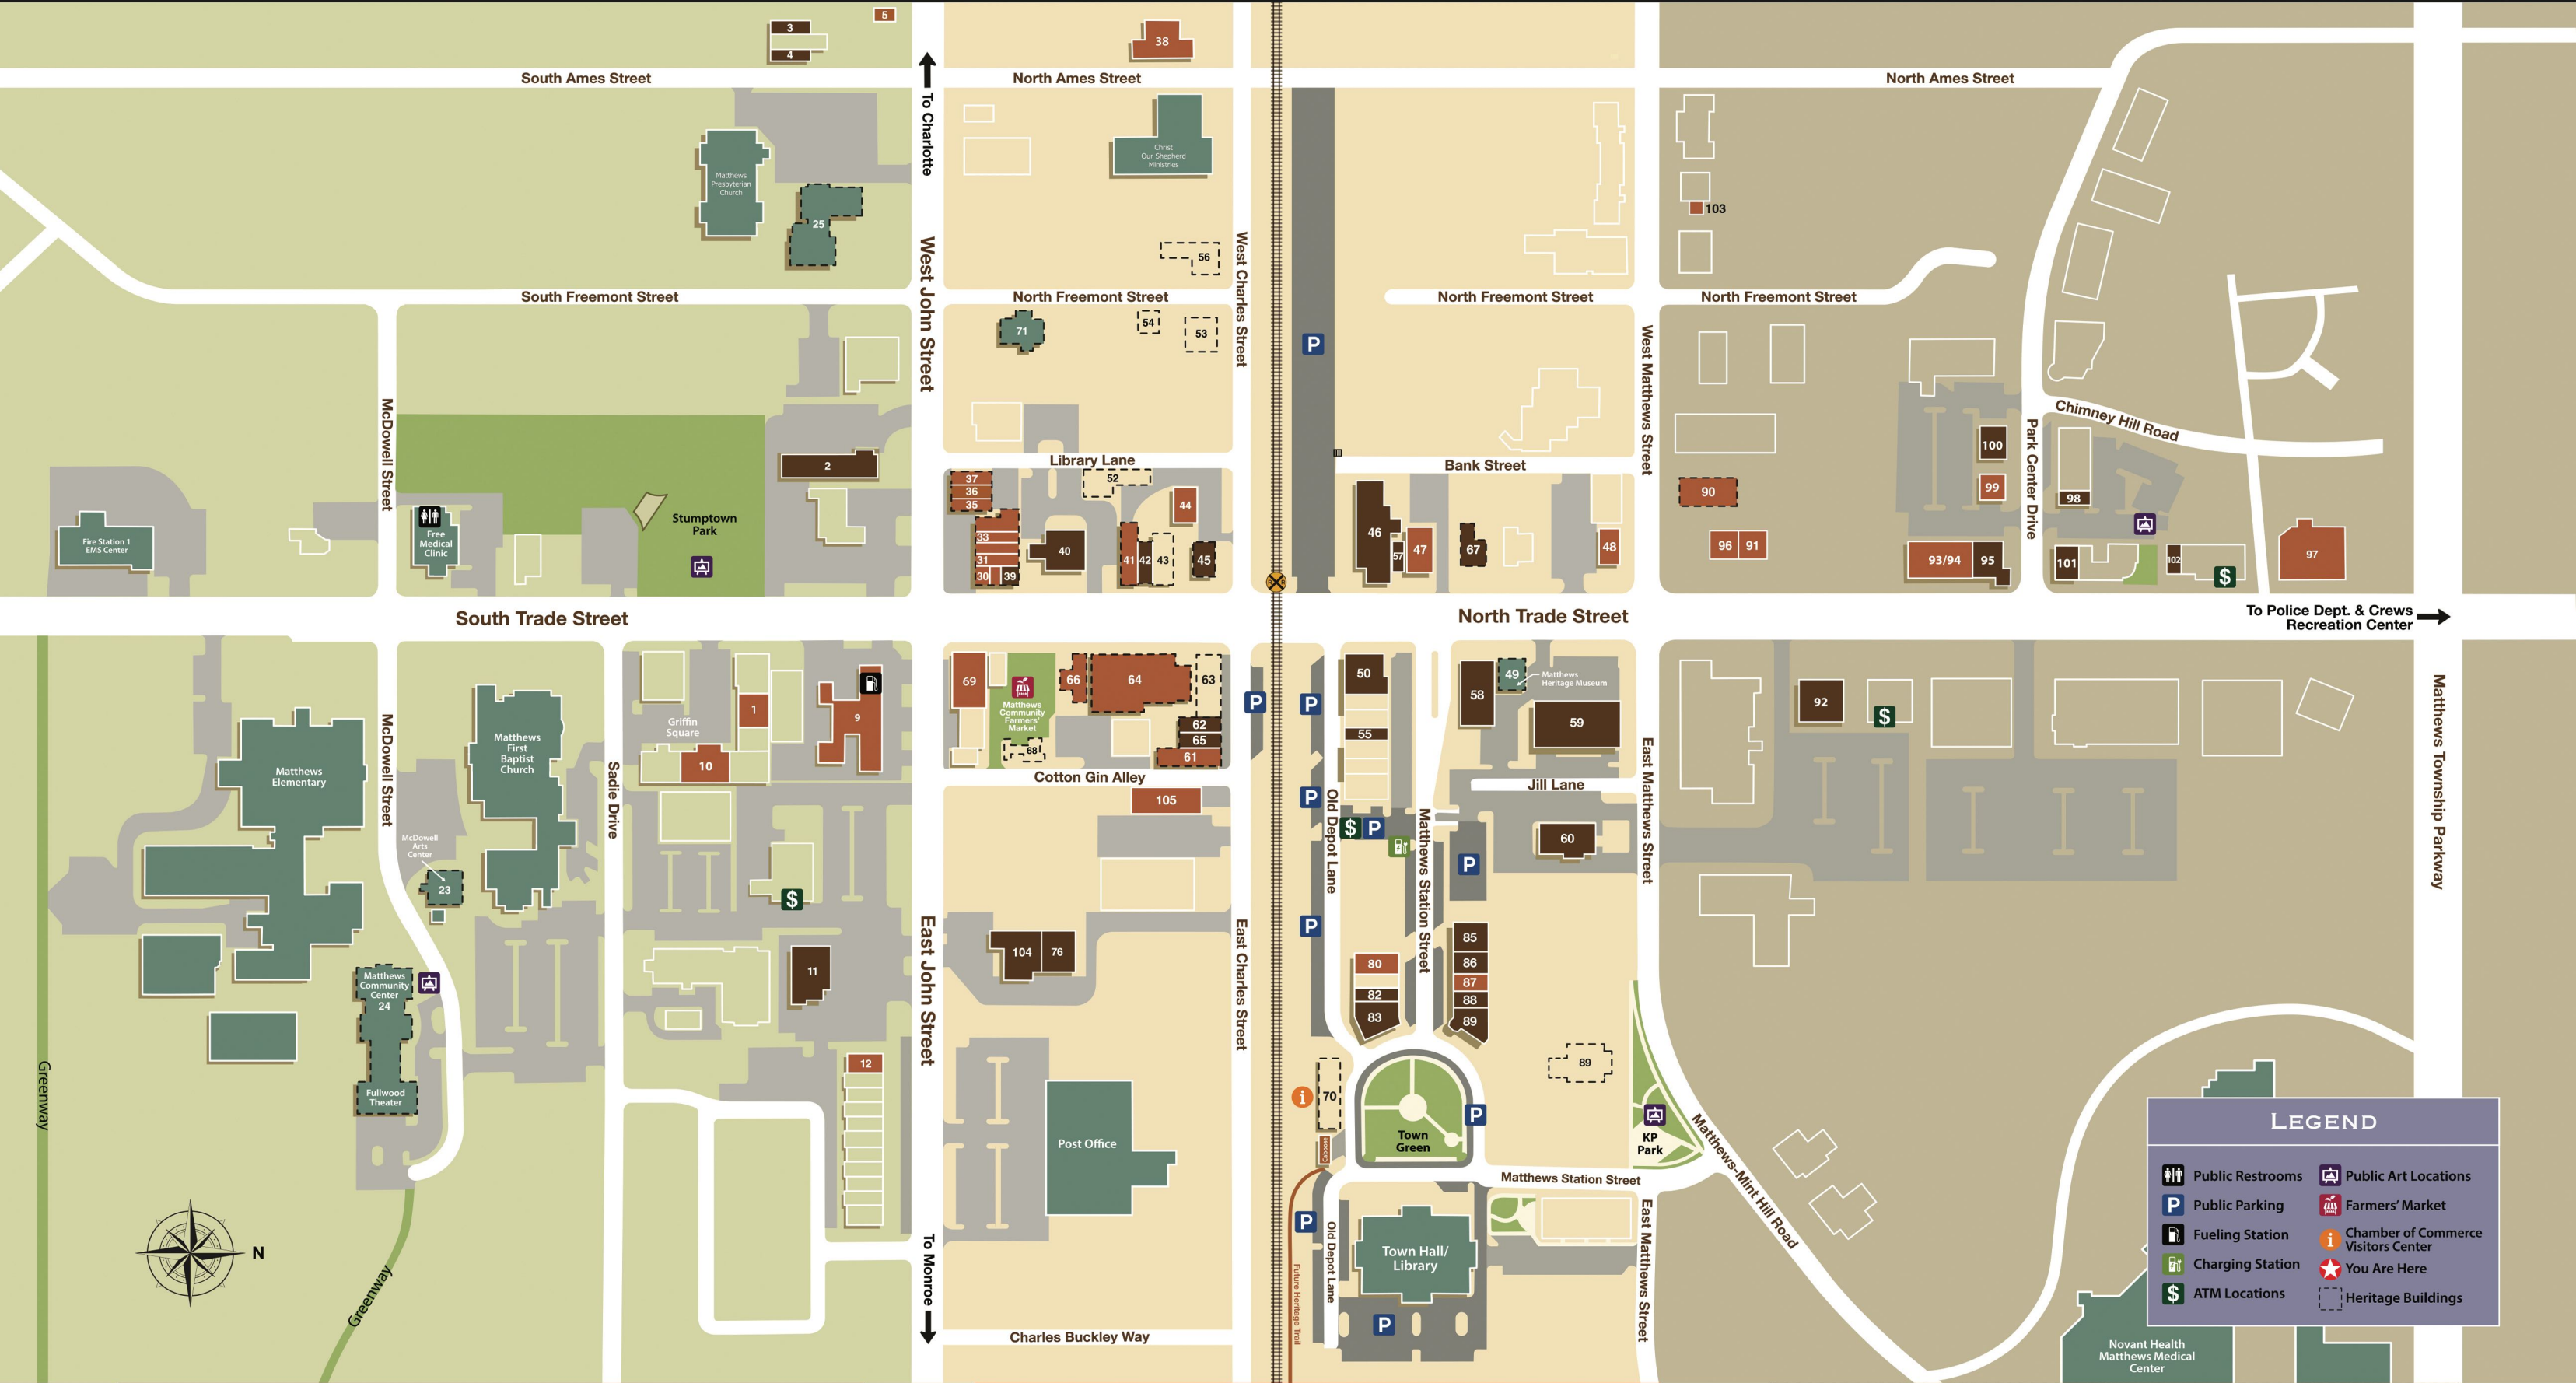 3
4
5
38
South Ames Street
North Ames Street
North Ames Street
To Charlotte
Matthews
Presbyterian
Church
25
Christ
Our Shepherd
Ministries
103
56
West John Street
West Charles Street
South Freemont Street
North Freemont Street
North Freemont Street
North Freemont Street
71
54
53
P
West Matthews Street
McDowell Street
Chimney Hill Road
Park Center Drive
2
Library Lane
Bank Street
37
36
35
33
31
30
39
40
52
41
42
43
44
45
46
57
47
67
48
90
96
91
100
99
93/94
95
98
101
102
$
97
Fire Station 1
EMS Center
Free
Medical
Clinic
Stumptown
Park
South Trade Street
North Trade Street
To Police Dept. & Crews
Recreation Center
Matthews
Elementary
McDowell Street
Matthews
First
Baptist
Church
Sadie Drive
Griffin
Square
1
9
10
69
Matthews
Community
Farmers'
Market
68
66
64
63
62
65
61
Cotton Gin Alley
105
P
P
P
P
50
55
58
49
Matthews
Heritage Museum
59
Jill Lane
60
92
$
East Matthews Street
Matthews Township Parkway
McDowell
Arts
Center
23
$
11
Old Depot Lane
$
P
P
Matthews Station Street
Matthews
Community
Center
24
Fullwood
Theater
12
East John Street
104
76
East Charles Street
80
82
83
85
86
87
88
89
89
Greenway
Greenway
N
Post Office
i
70
Caboose
Town
Green
P
KP
Park
Matthews Station Street
Matthews-Mint Hill Road
To Monroe
Charles Buckley Way
P
Future Heritage Trail
Old Depot Lane
Town Hall/
Library
P
East Matthews Street
Novant Health
Matthews Medical
Center
LEGEND
Public Restrooms
P Public Parking
Fueling Station
Charging Station
$ ATM Locations
Public Art Locations
Farmers' Market
i Chamber of Commerce
Visitors Center
You Are Here
Heritage Buildings